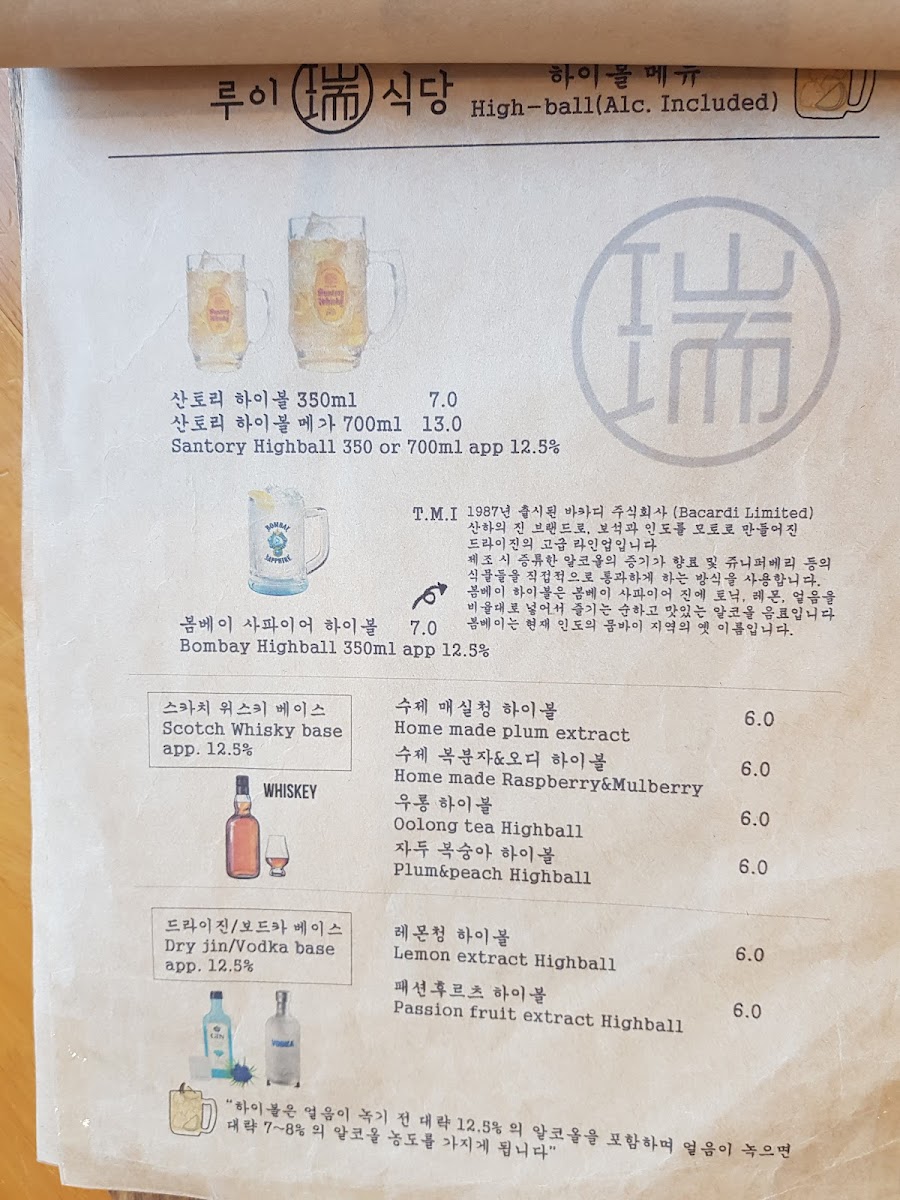 루이 瑞 식당
하이볼 메뉴
High-ball(Alc. Included)
瑞
산토리 하이볼 350ml 7.0
산토리 하이볼 메가 700ml 13.0
Santory Highball 350 or 700ml app 12.5%
BOMBAY
SAPPHIRE
T.M.I 1987년 출시된 바카디 주식회사 (Bacardi Limited)
산하의 진 브랜드로, 보석과 인도를 모토로 만들어진
드라이진의 고급 라인업입니다
제조 시 증류한 알코올의 증기가 향료 및 쥬니퍼베리 등의
식물들을 직접적으로 통과하게 하는 방식을 사용합니다.
봄베이 하이볼은 봄베이 사파이어 진에 토닉, 레몬, 얼음을
비율대로 넣어서 즐기는 순하고 맛있는 알코올 음료입니다
봄베이는 현재 인도의 뭄바이 지역의 옛 이름입니다.
봄베이 사파이어 하이볼 7.0
Bombay Highball 350ml app 12.5%
스카치 위스키 베이스
Scotch Whisky base
app. 12.5%
WHISKEY
수제 매실청 하이볼
Home made plum extract 6.0
수제 복분자&오디 하이볼
Home made Raspberry&Mulberry 6.0
우롱 하이볼
Oolong tea Highball 6.0
자두 복숭아 하이볼
Plum&peach Highball 6.0
드라이진/보드카 베이스
Dry jin/Vodka base
app. 12.5%
GIN
VODKA
레몬청 하이볼
Lemon extract Highball 6.0
패션후르츠 하이볼
Passion fruit extract Highball 6.0
"하이볼은 얼음이 녹기 전 대략 12.5% 의 알코올을 포함하며 얼음이 녹으면
대략 7~8% 의 알코올 농도를 가지게 됩니다"